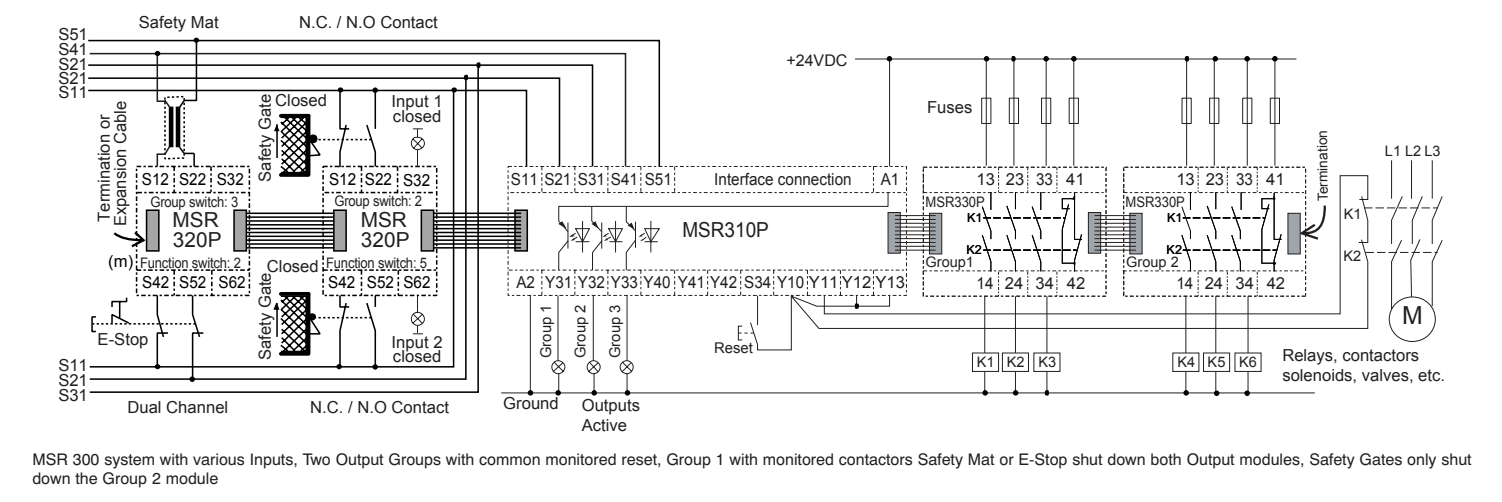 Safety Mat N.C. / N.O Contact
S51
S41
S21
S21
S11
+24VDC
Fuses
Termination or
Expansion Cable
Safety Gate
Closed
Input 1
closed
Termination
L1 L2 L3
S12 S22 S32
Group switch: 3
MSR
320P
(m)
Function switch: 2
S42 S52 S62
S12 S22 S32
Group switch: 2
MSR
320P
Function switch: 5
S42 S52 S62
S11 S21 S31 S41 S51 Interface connection A1
MSR310P
A2 Y31 Y32 Y33 Y40 Y41 Y42 S34 Y10 Y11 Y12 Y13
13 23 33 41
MSR330P
K1
K2
Group1
14 24 34 42
13 23 33 41
MSR330P
K1
K2
Group 2
14 24 34 42
K1
K2
M
E-Stop
Safety Gate
Closed
Input 2
closed
Group 1
Group 2
Group 3
Reset
K1 K2 K3
K4 K5 K6
Relays, contactors
solenoids, valves, etc.
S11
S21
S31
Dual Channel N.C. / N.O Contact
Ground
Outputs
Active
MSR 300 system with various Inputs, Two Output Groups with common monitored reset, Group 1 with monitored contactors Safety Mat or E-Stop shut down both Output modules, Safety Gates only shut
down the Group 2 module